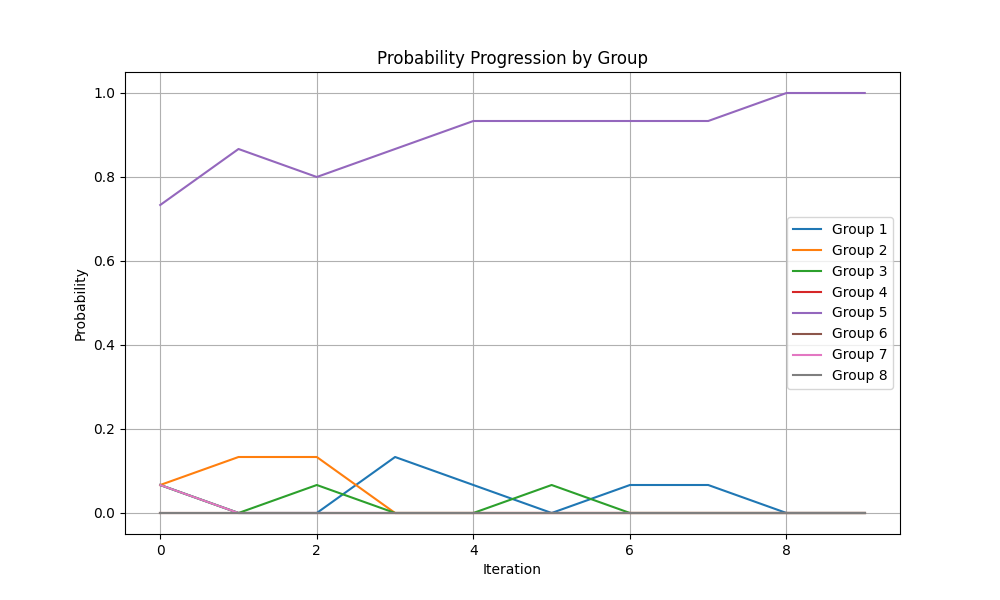 Probability Progression by Group
1.0
0.8
0.6
0.4
0.2
0.0
Probability
Group 1
Group 2
Group 3
Group 4
Group 5
Group 6
Group 7
Group 8
0 2 4 6 8
Iteration